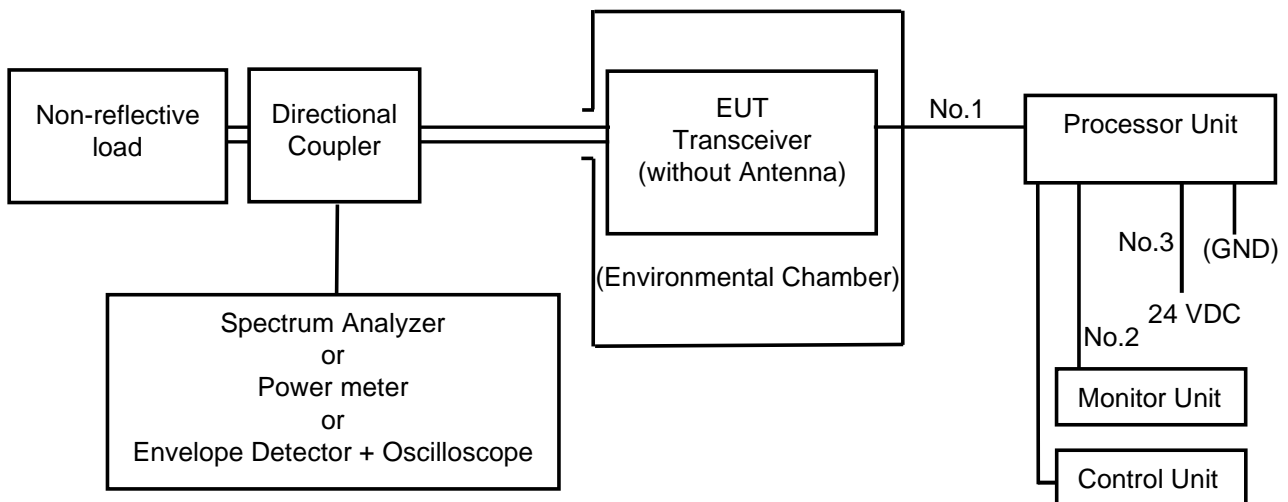 Non-reflective
load
Directional
Coupler
EUT
Transceiver
(without Antenna)
No.1
Processor Unit
(Environmental Chamber)
No.3
(GND)
24 VDC
No.2
Spectrum Analyzer
or
Power meter
or
Envelope Detector + Oscilloscope
Monitor Unit
Control Unit